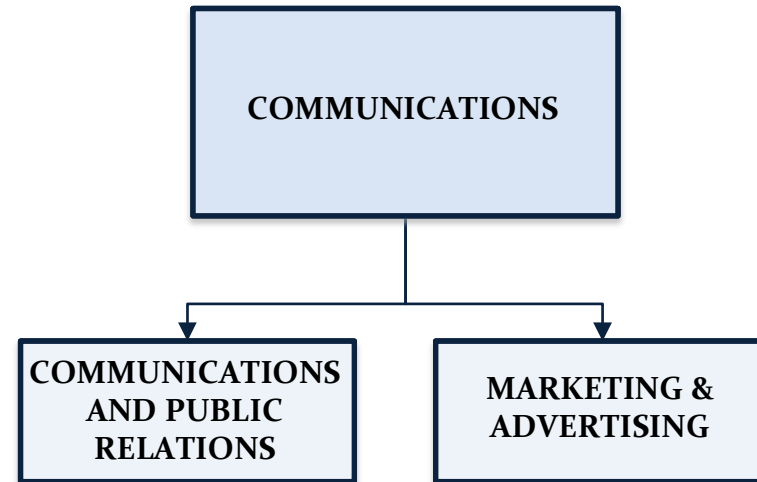 COMMUNICATIONS
COMMUNICATIONS
AND PUBLIC
RELATIONS
MARKETING &
ADVERTISING